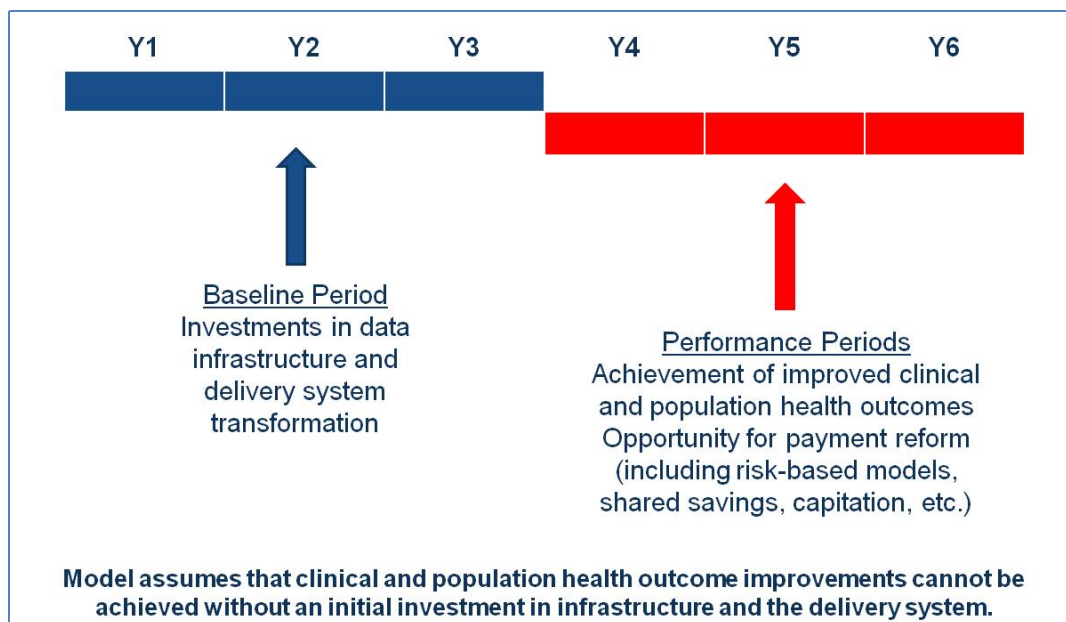 Y1 Y2 Y3 Y4 Y5 Y6
Baseline Period
Investments in data
infrastructure and
delivery system
transformation
Performance Periods
Achievement of improved clinical
and population health outcomes
Opportunity for payment reform
(including risk-based models,
shared savings, capitation, etc.)
Model assumes that clinical and population health outcome improvements cannot be
achieved without an initial investment in infrastructure and the delivery system.